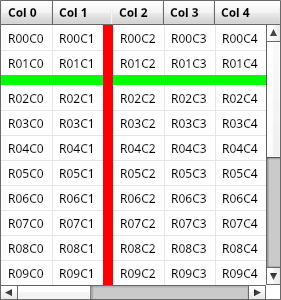 Col 0 Col 1 Col 2 Col 3 Col 4
R00C0 R00C1 R00C2 R00C3 R00C4
R01C0 R01C1 R01C2 R01C3 R01C4
R02C0 R02C1 R02C2 R02C3 R02C4
R03C0 R03C1 R03C2 R03C3 R03C4
R04C0 R04C1 R04C2 R04C3 R04C4
R05C0 R05C1 R05C2 R05C3 R05C4
R06C0 R06C1 R06C2 R06C3 R06C4
R07C0 R07C1 R07C2 R07C3 R07C4
R08C0 R08C1 R08C2 R08C3 R08C4
R09C0 R09C1 R09C2 R09C3 R09C4